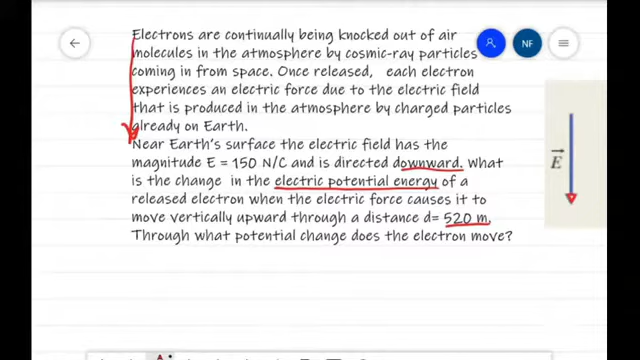 Electrons are continually being knocked out of air
molecules in the atmosphere by cosmic-ray particles
coming in from space. Once released, each electron
experiences an electric force due to the electric field
that is produced in the atmosphere by charged particles
already on Earth.
Near Earth's surface the electric field has the
magnitude E = 150 N/C and is directed downward. What
is the change in the electric potential energy of a
released electron when the electric force causes it to
move vertically upward through a distance d= 520 m.
Through what potential change does the electron move?
NF
E